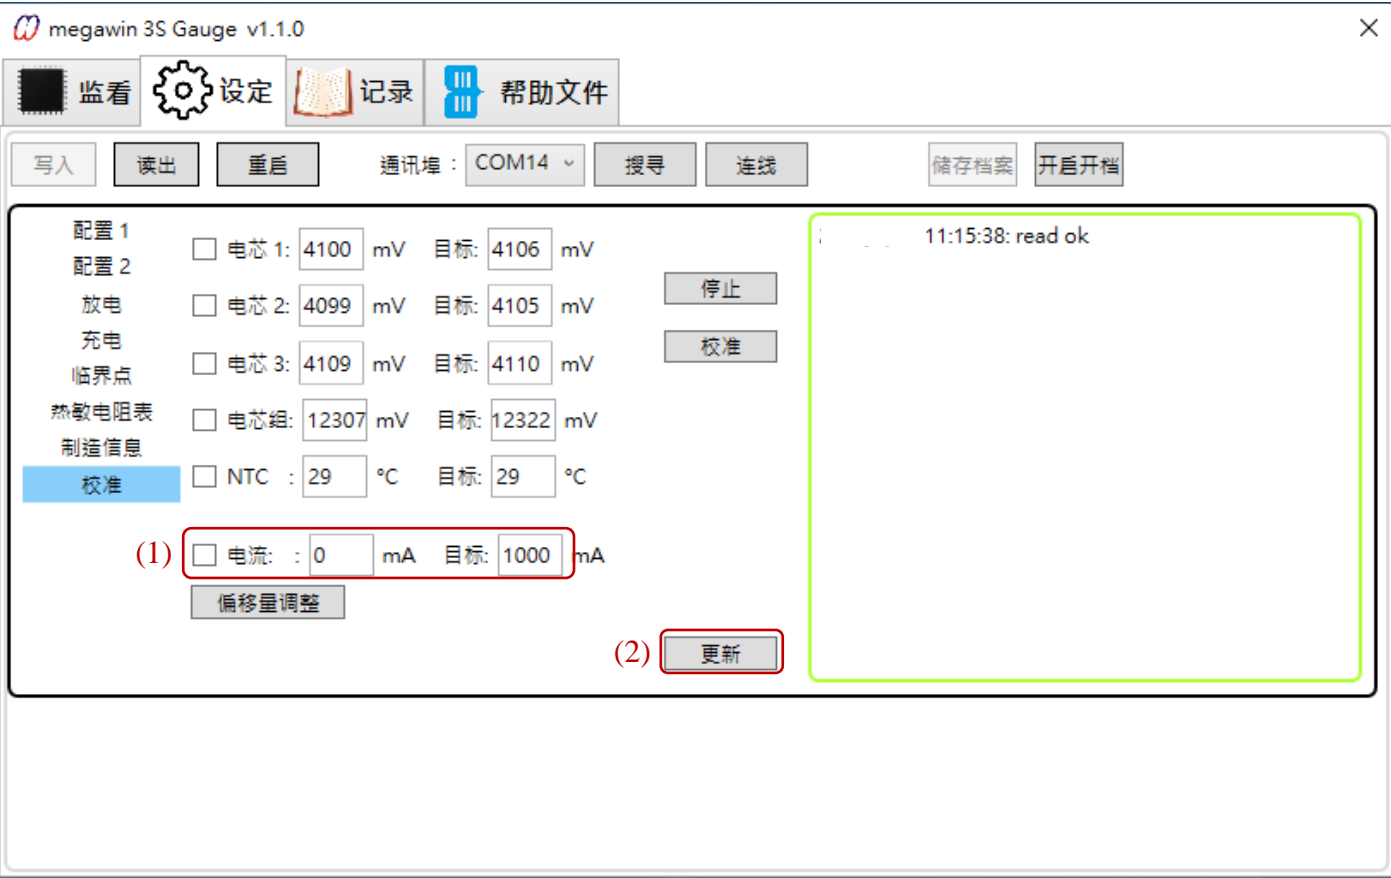 megawin 3S Gauge v1.1.0
监看 设定 记录 帮助文件
写入 读出 重启 通讯埠 : COM14 搜寻 连线 储存档案 开启开档
配置 1
配置 2
放电
充电
临界点
热敏电阻表
制造信息
校准
电芯 1: 4100 mV 目标: 4106 mV
电芯 2: 4099 mV 目标: 4105 mV
电芯 3: 4109 mV 目标: 4110 mV
电芯组: 12307 mV 目标: 12322 mV
NTC : 29 °C 目标: 29 °C
(1) 电流: : 0 mA 目标: 1000 mA
偏移量调整
停止
校准
(2) 更新
11:15:38: read ok